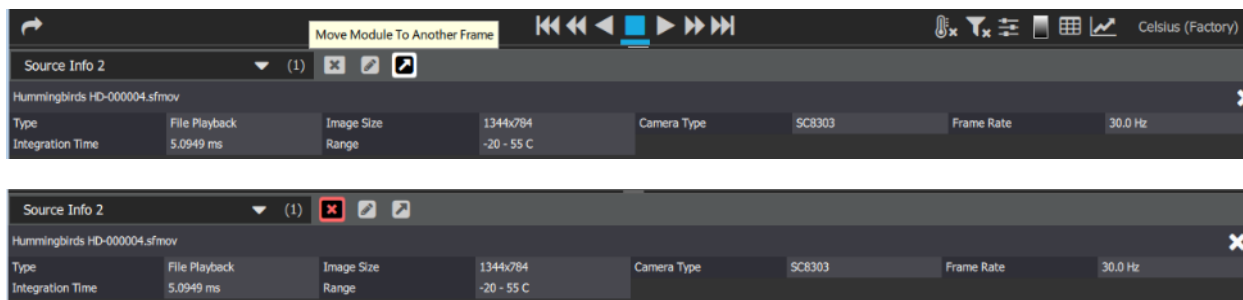 Move Module To Another Frame
Celsius (Factory)
Source Info 2 (1)
Hummingbirds HD-000004.sfmov
Type File Playback Image Size 1344x784 Camera Type SC8303 Frame Rate 30.0 Hz
Integration Time 5.0949 ms Range -20 - 55 C
Source Info 2 (1)
Hummingbirds HD-000004.sfmov
Type File Playback Image Size 1344x784 Camera Type SC8303 Frame Rate 30.0 Hz
Integration Time 5.0949 ms Range -20 - 55 C